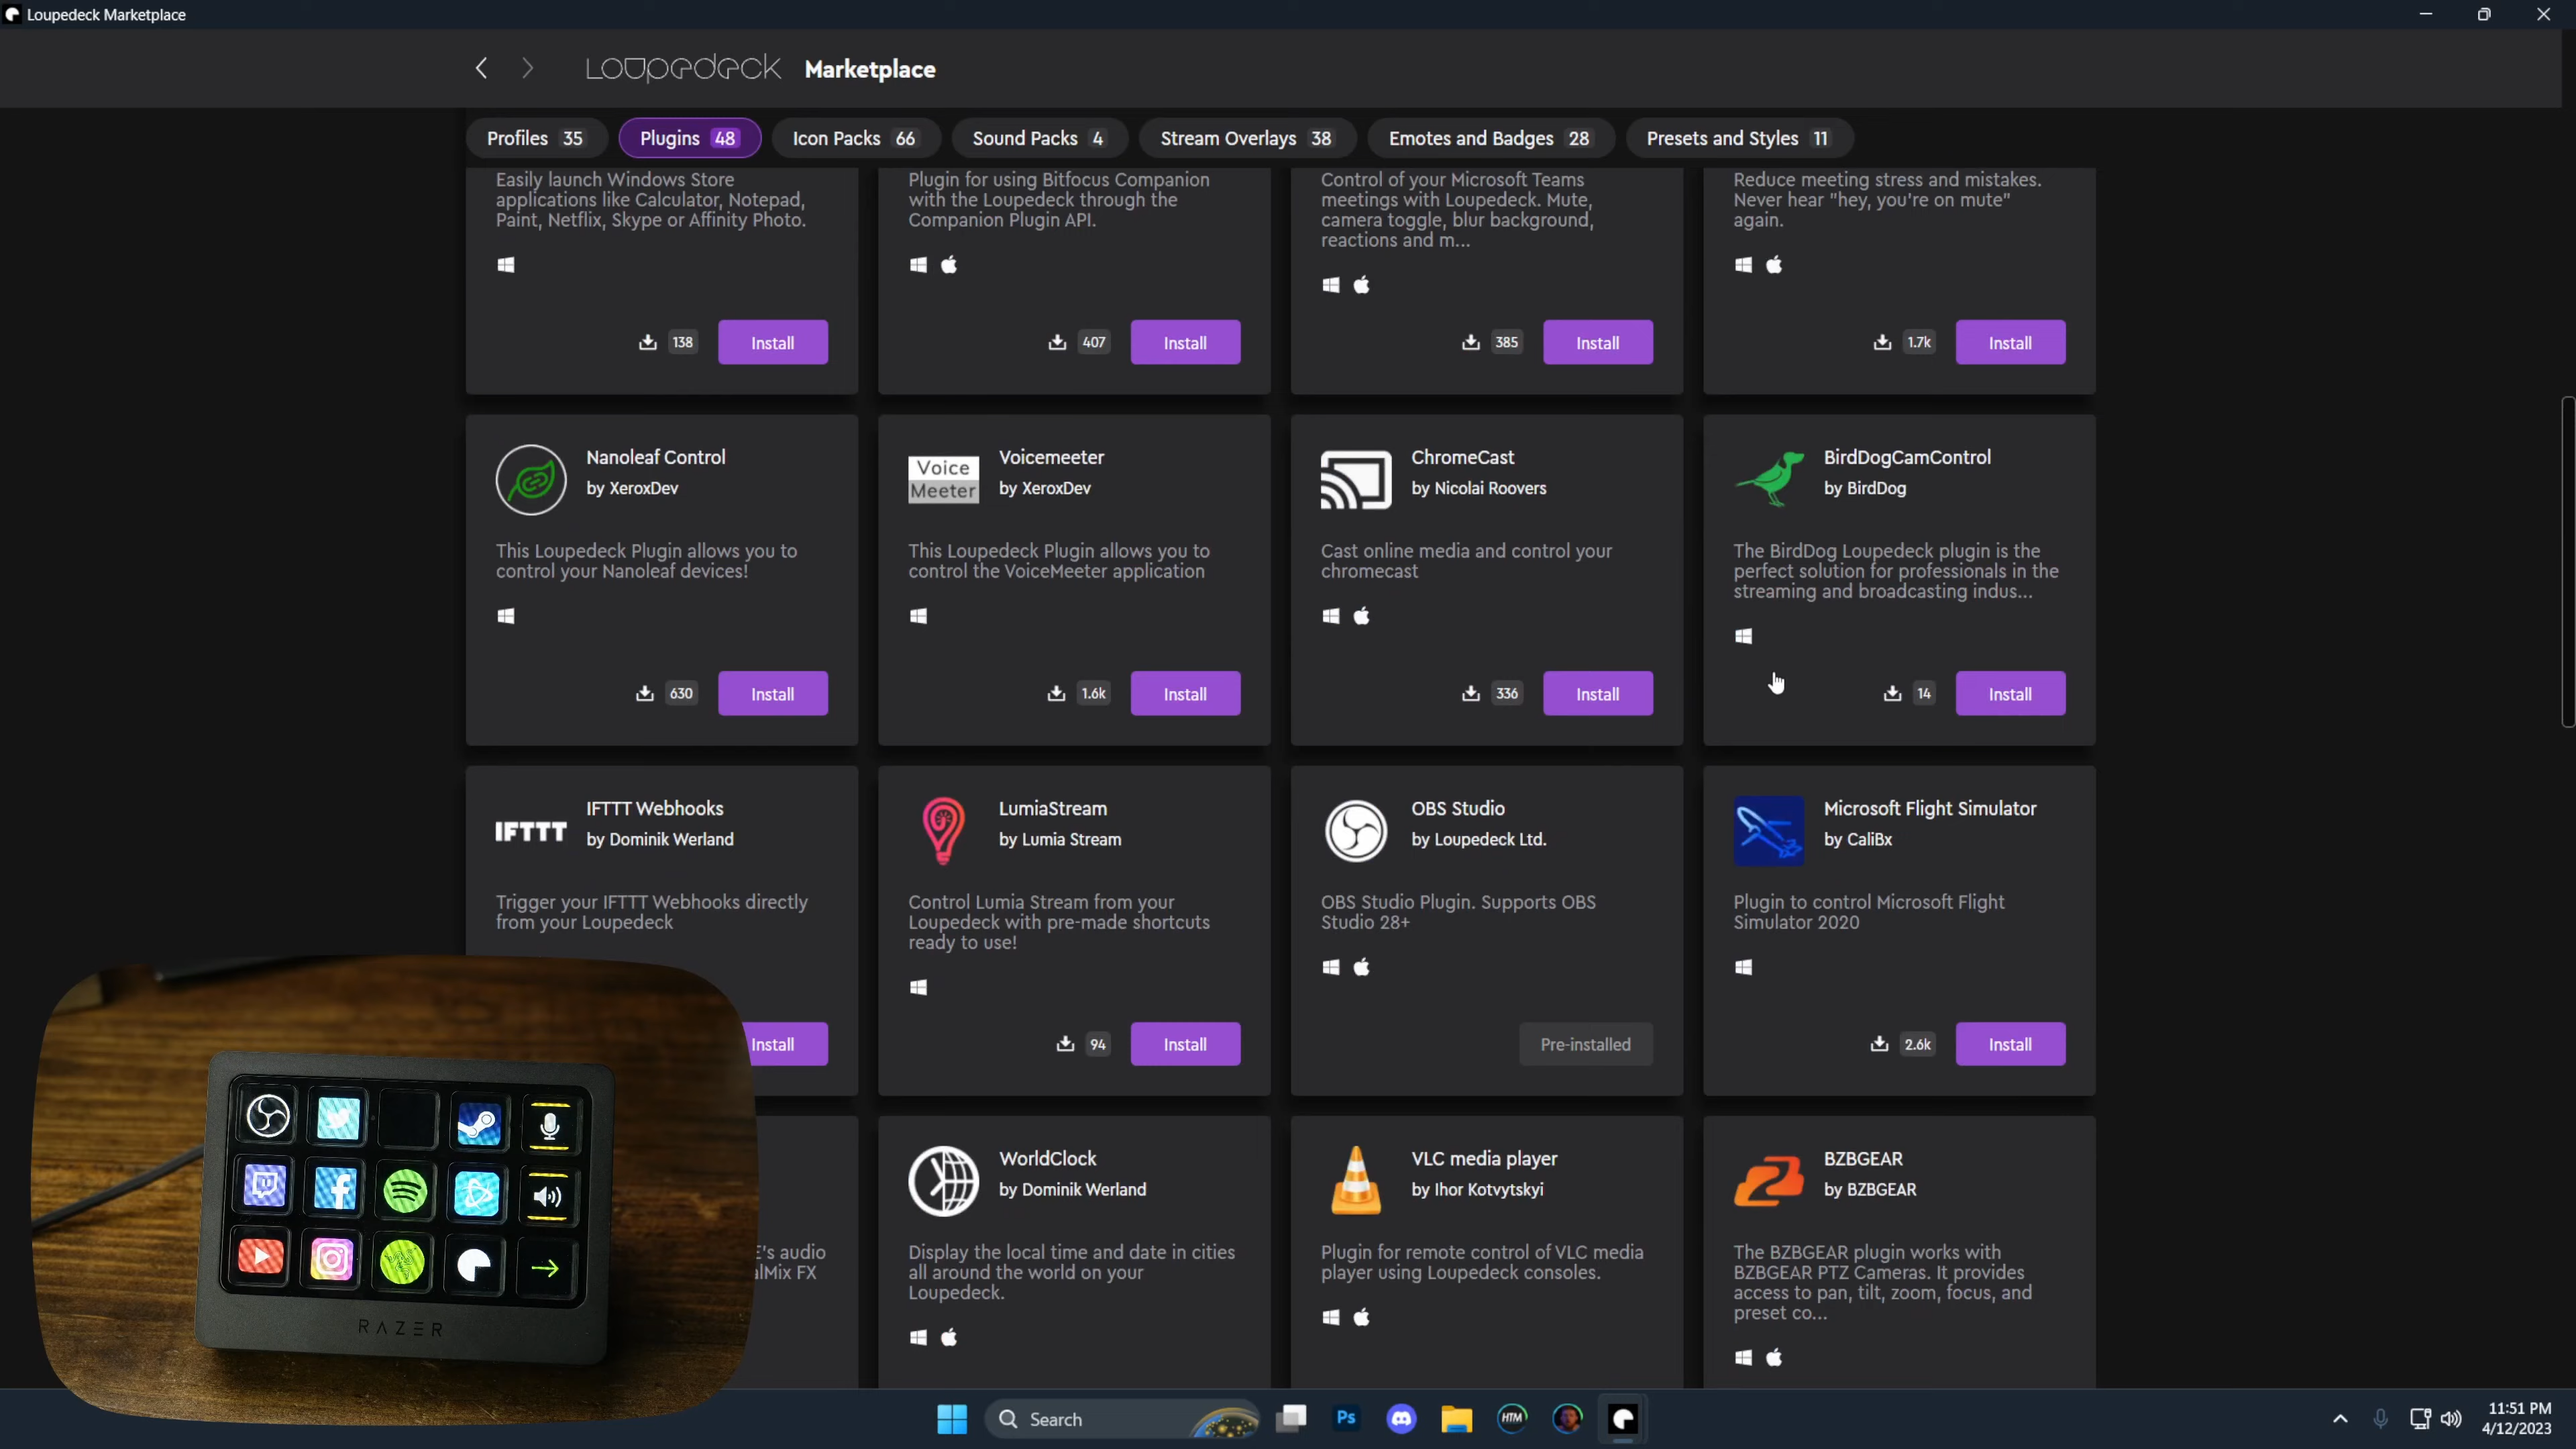 Loupedeck Marketplace
Loupedeck Marketplace
Profiles 35
Plugins 48
Icon Packs 66
Sound Packs 4
Stream Overlays 38
Emotes and Badges 28
Presets and Styles 11
Easily launch Windows Store
applications like Calculator, Notepad,
Paint, Netflix, Skype or Affinity Photo.
138 Install
Plugin for using Bitfocus Companion
with the Loupedeck through the
Companion Plugin API.
407 Install
Control of your Microsoft Teams
meetings with Loupedeck. Mute,
camera toggle, blur background,
reactions and m...
385 Install
Reduce meeting stress and mistakes.
Never hear "hey, you're on mute"
again.
1.7k Install
Nanoleaf Control
by XeroxDev
This Loupedeck Plugin allows you to
control your Nanoleaf devices!
630 Install
Voice
Meeter
Voicemeeter
by XeroxDev
This Loupedeck Plugin allows you to
control the VoiceMeeter application
1.6k Install
ChromeCast
by Nicolai Roovers
Cast online media and control your
chromecast
336 Install
BirdDogCamControl
by BirdDog
The BirdDog Loupedeck plugin is the
perfect solution for professionals in the
streaming and broadcasting indus...
14 Install
IFTTT
IFTTT Webhooks
by Dominik Werland
Trigger your IFTTT Webhooks directly
from your Loupedeck
Install
LumiaStream
by Lumia Stream
Control Lumia Stream from your
Loupedeck with pre-made shortcuts
ready to use!
94 Install
OBS Studio
by Loupedeck Ltd.
OBS Studio Plugin. Supports OBS
Studio 28+
Pre-installed
Microsoft Flight Simulator
by CaliBx
Plugin to control Microsoft Flight
Simulator 2020
2.6k Install
E's audio
alMix FX
WorldClock
by Dominik Werland
Display the local time and date in cities
all around the world on your
Loupedeck.
VLC media player
by Ihor Kotvytskyi
Plugin for remote control of VLC media
player using Loupedeck consoles.
BZBGEAR
by BZBGEAR
The BZBGEAR plugin works with
BZBGEAR PTZ Cameras. It provides
access to pan, tilt, zoom, focus, and
preset co...
RAZER
Search
Ps
HTM
11:51 PM
4/12/2023